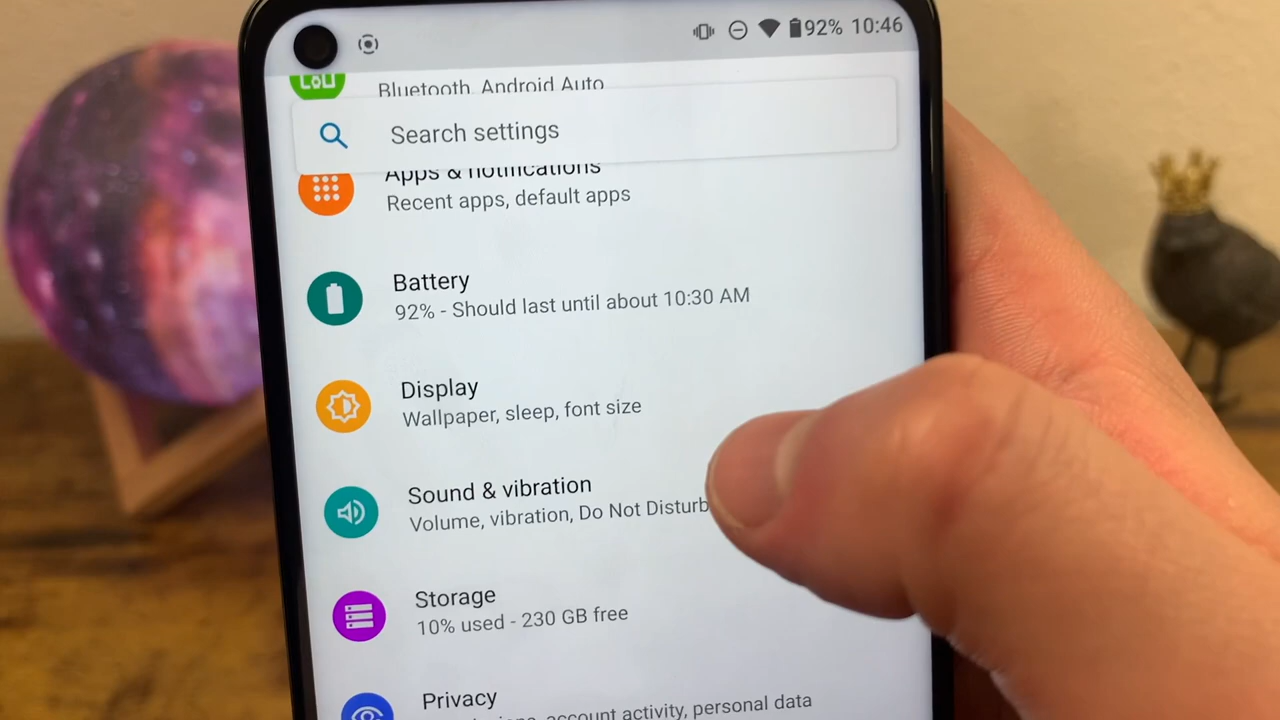 92% 10:46
Bluetooth, Android Auto
Search settings
Apps & notifications
Recent apps, default apps
Battery
92% - Should last until about 10:30 AM
Display
Wallpaper, sleep, font size
Sound & vibration
Volume, vibration, Do Not Disturb
Storage
10% used - 230 GB free
Privacy
account activity, personal data